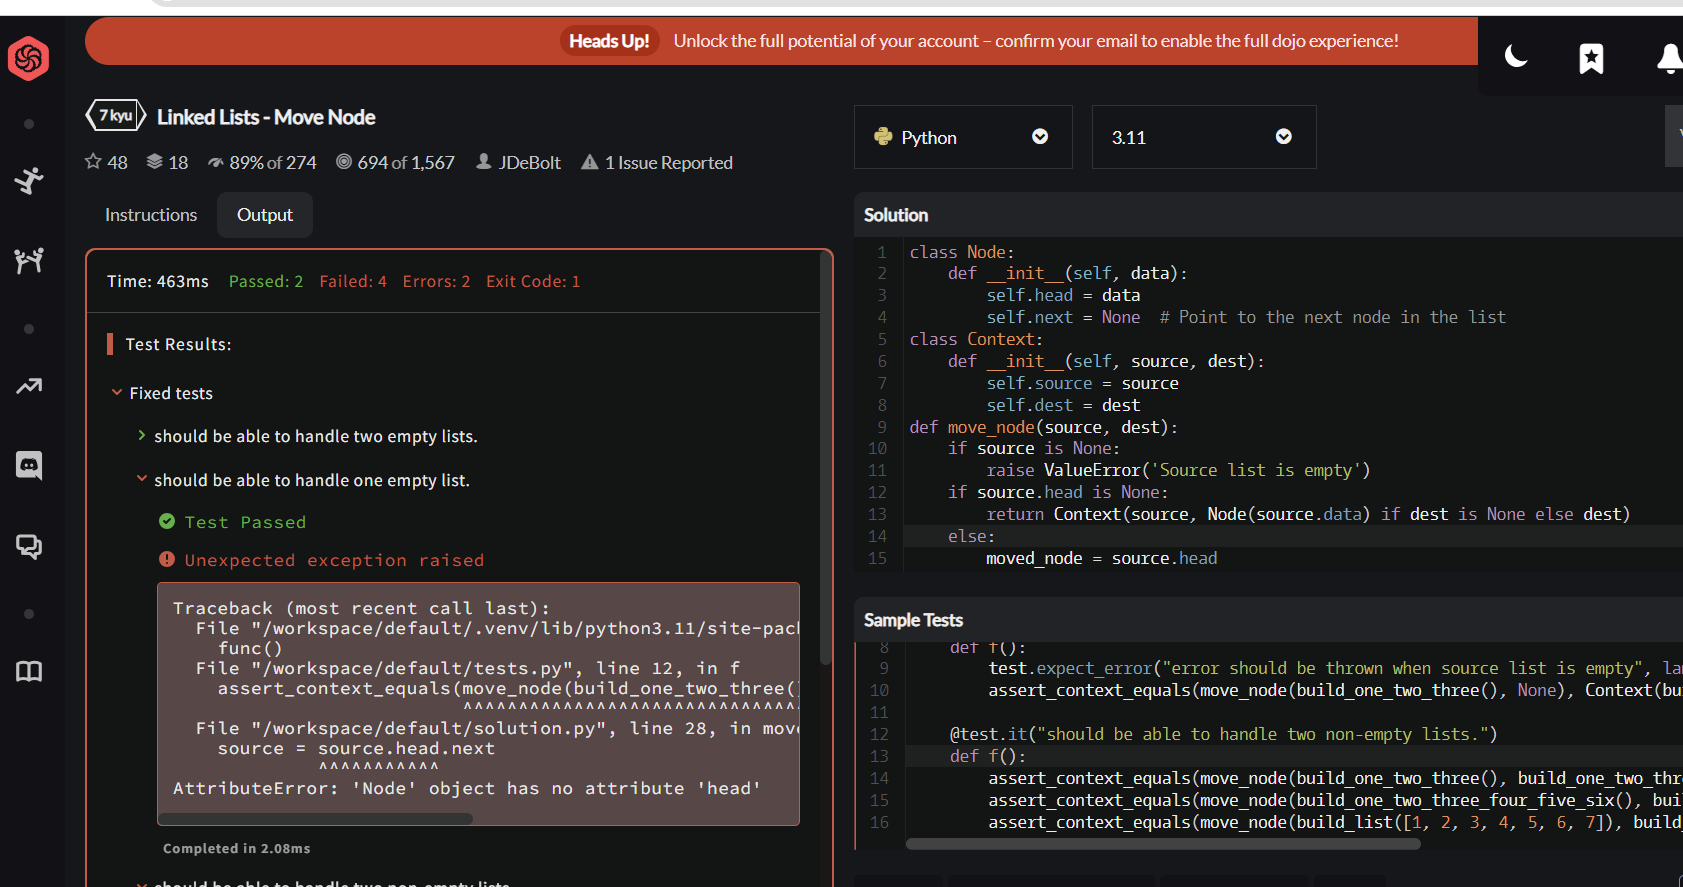 Heads Up! Unlock the full potential of your account – confirm your email to enable the full dojo experience!
7 kyu Linked Lists - Move Node
48 18 89% of 274 694 of 1,567 JDeBolt 1 Issue Reported
Instructions Output
Time: 463ms Passed: 2 Failed: 4 Errors: 2 Exit Code: 1
Test Results:
Fixed tests
should be able to handle two empty lists.
should be able to handle one empty list.
Test Passed
Unexpected exception raised
Traceback (most recent call last):
File "/workspace/default/.venv/lib/python3.11/site-pac
func()
File "/workspace/default/tests.py", line 12, in f
assert_context_equals(move_node(build_one_two_three(
^^^^^^^^^^^^^^^^^^^^^^^^^^^^^^
File "/workspace/default/solution.py", line 28, in mov
source = source.head.next
^^^^^^^^^^^
AttributeError: 'Node' object has no attribute 'head'
Completed in 2.08ms
should be able to handle two non-empty lists.
Python 3.11
Solution
1 class Node:
2 def __init__(self, data):
3 self.head = data
4 self.next = None # Point to the next node in the list
5 class Context:
6 def __init__(self, source, dest):
7 self.source = source
8 self.dest = dest
9 def move_node(source, dest):
10 if source is None:
11 raise ValueError('Source list is empty')
12 if source.head is None:
13 return Context(source, Node(source.data) if dest is None else dest)
14 else:
15 moved_node = source.head
Sample Tests
8 def f():
9 test.expect_error("error should be thrown when source list is empty", la
10 assert_context_equals(move_node(build_one_two_three(), None), Context(bu
11
12 @test.it("should be able to handle two non-empty lists.")
13 def f():
14 assert_context_equals(move_node(build_one_two_three(), build_one_two_thr
15 assert_context_equals(move_node(build_one_two_three_four_five_six(), bui
16 assert_context_equals(move_node(build_list([1, 2, 3, 4, 5, 6, 7]), build_